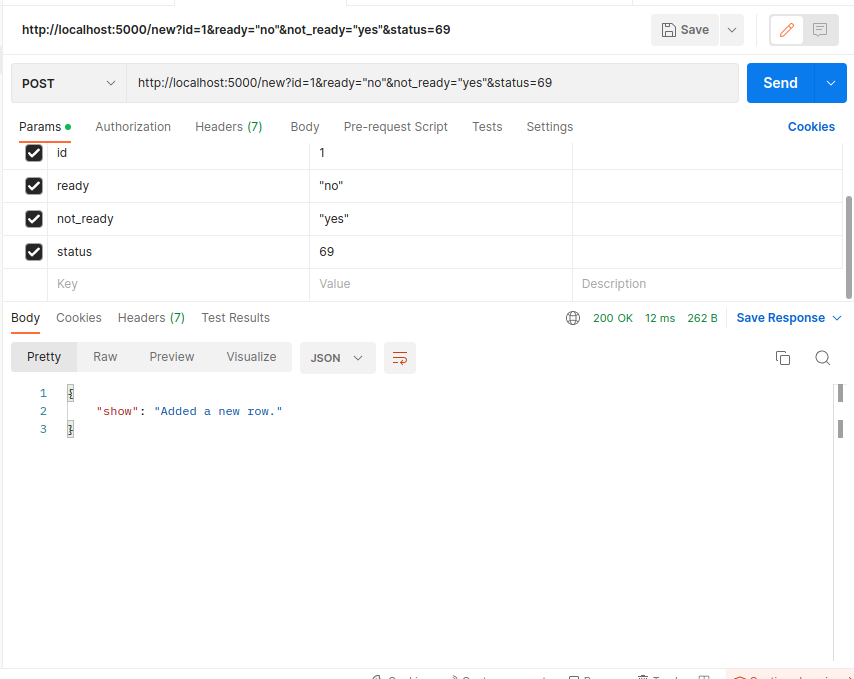 http://localhost:5000/new?id=1&ready="no"&not_ready="yes"&status=69
Save
POST
http://localhost:5000/new?id=1&ready="no"&not_ready="yes"&status=69
Send
Params
Authorization
Headers (7)
Body
Pre-request Script
Tests
Settings
Cookies
id 1
ready "no"
not_ready "yes"
status 69
Key Value Description
Body
Cookies
Headers (7)
Test Results
200 OK 12 ms 262 B
Save Response
Pretty
Raw
Preview
Visualize
JSON
1 {
2 "show": "Added a new row."
3 }